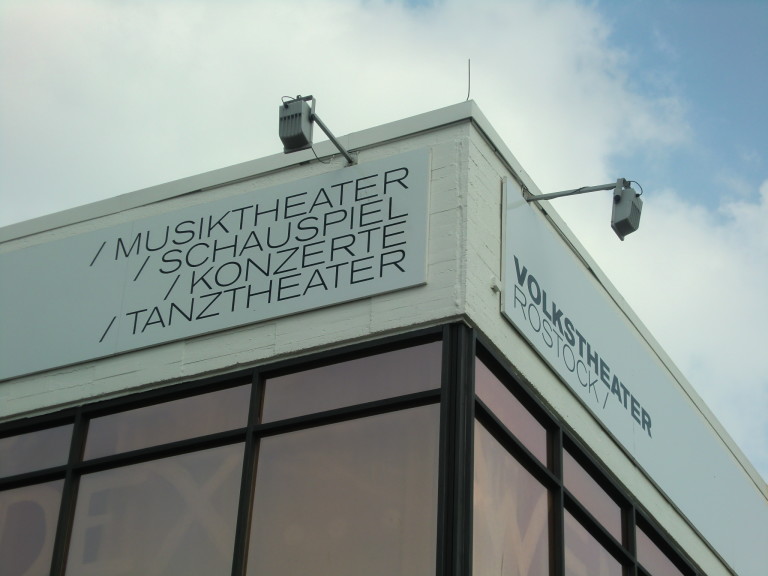 / MUSIKTHEATER
/ SCHAUSPIEL
/ KONZERTE
/ TANZTHEATER
VOLKSTHEATER
ROSTOCK /